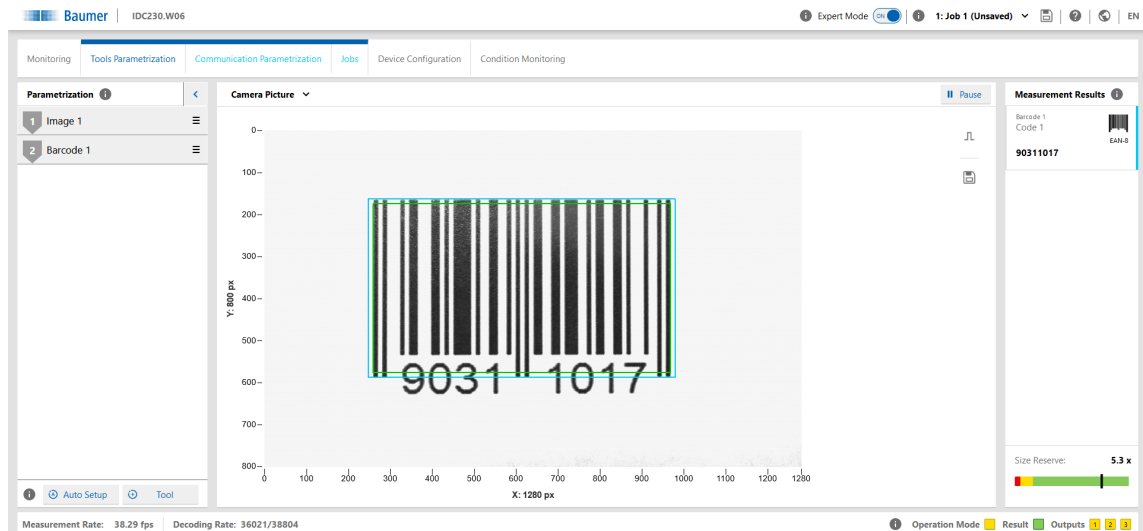 Baumer IDC230.W06 Expert Mode ON 1: Job 1 (Unsaved) EN
Monitoring Tools Parametrization Communication Parametrization Jobs Device Configuration Condition Monitoring
Parametrization
1 Image 1
2 Barcode 1
Auto Setup Tool
Camera Picture Pause
0
100
200
300
400
500
600
700
800
Y: 800 px
9031 1017
0 100 200 300 400 500 600 700 800 900 1000 1100 1200 1280
X: 1280 px
Measurement Results
Barcode 1
Code 1
EAN-8
90311017
Size Reserve: 5.3 x
Measurement Rate: 38.29 fps Decoding Rate: 36021/38804 Operation Mode Result Outputs 1 2 3